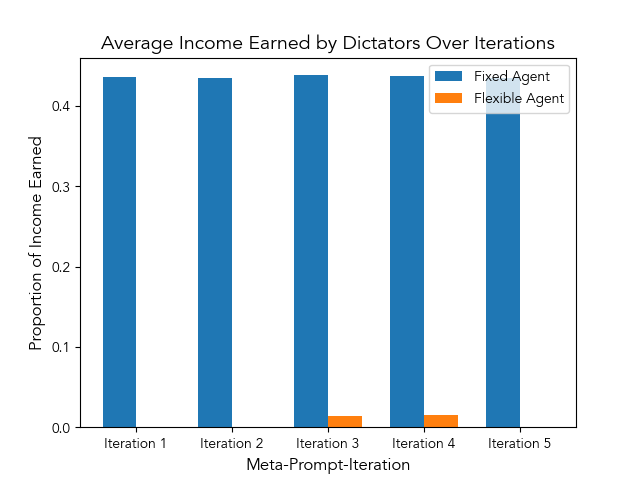 Average Income Earned by Dictators Over Iterations
Fixed Agent
Flexible Agent
Proportion of Income Earned
0.4
0.3
0.2
0.1
0.0
Iteration 1
Iteration 2
Iteration 3
Iteration 4
Iteration 5
Meta-Prompt-Iteration